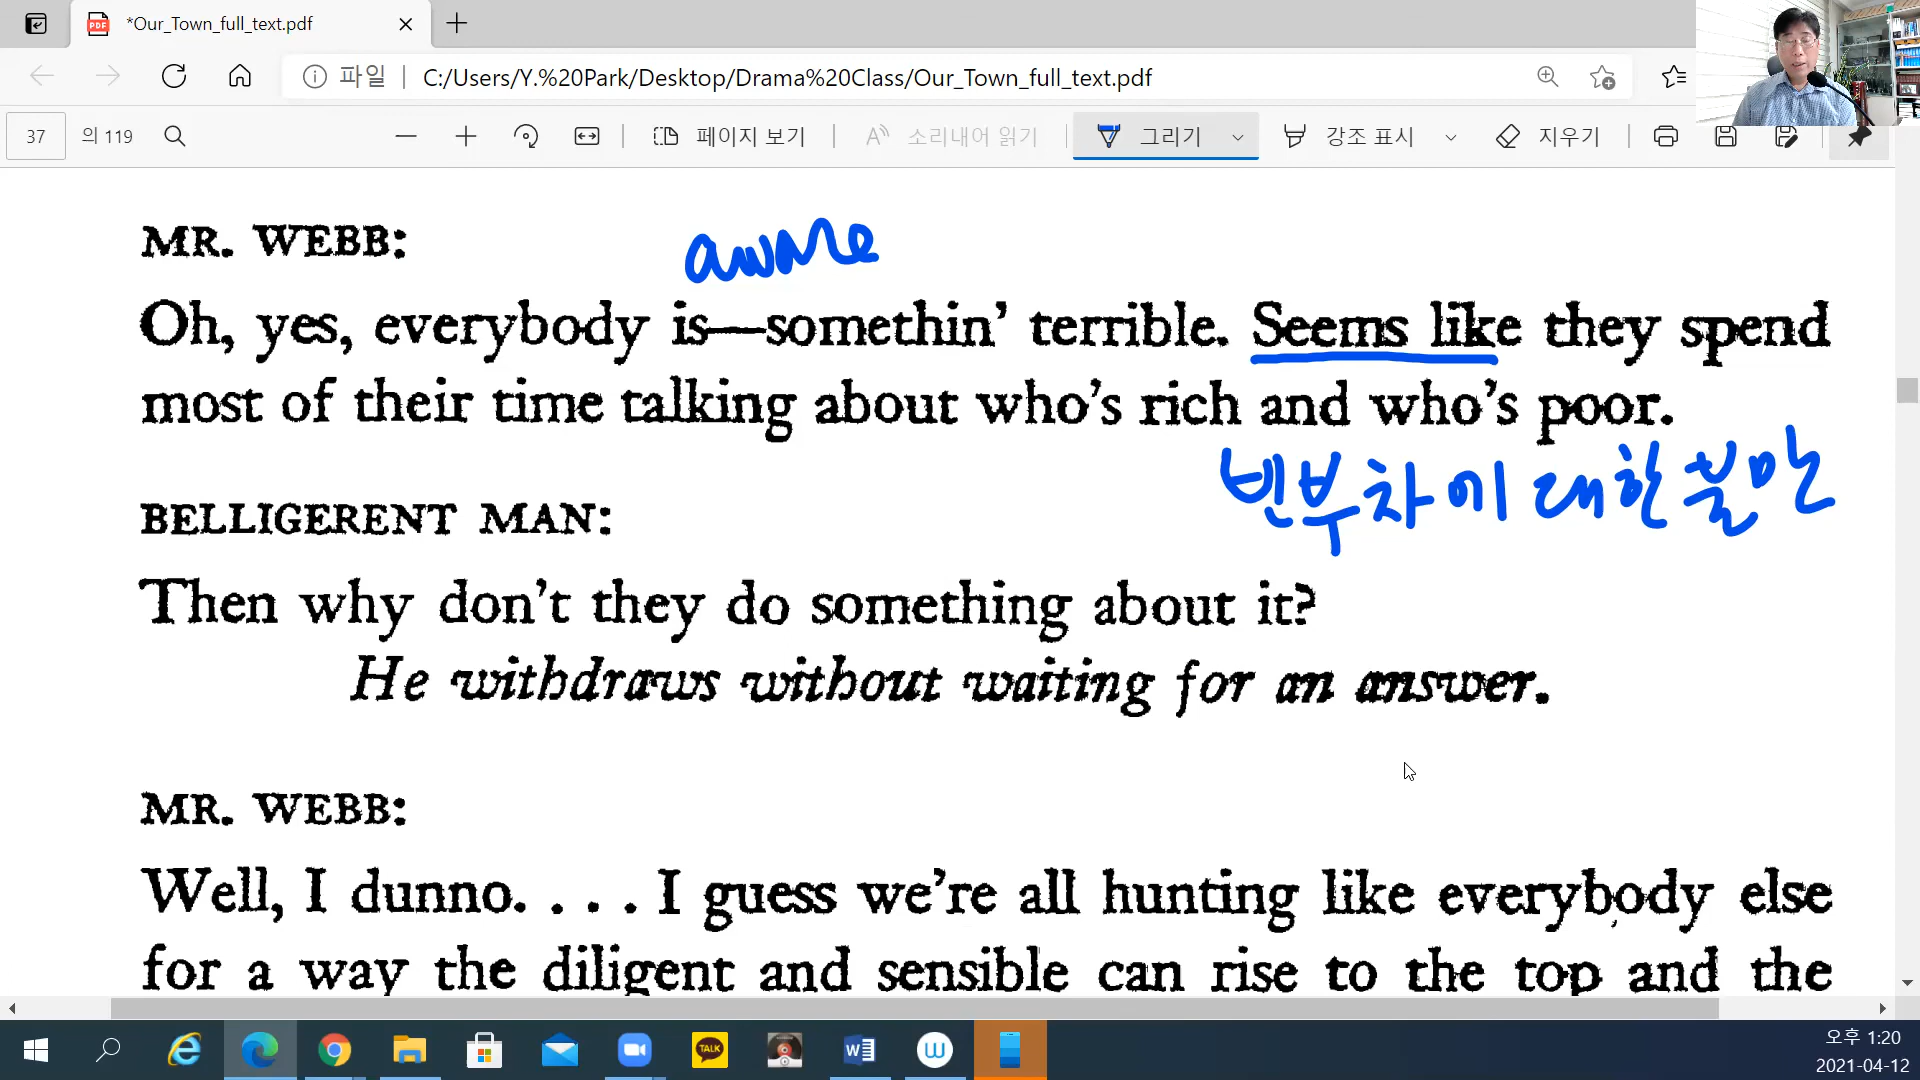 *Our_Town_full_text.pdf
파일 C:/Users/Y.%20Park/Desktop/Drama%20Class/Our_Town_full_text.pdf
37 의 119 페이지 보기 소리내어 읽기 그리기 강조 표시 지우기
aware
MR. WEBB:
Oh, yes, everybody is—somethin' terrible. Seems like they spend
most of their time talking about who's rich and who's poor.
빈부차에 대한 불만
BELLIGERENT MAN:
Then why don't they do something about it?
He withdraws without waiting for an answer.
MR. WEBB:
Well, I dunno. . . . I guess we're all hunting like everybody else
for a way the diligent and sensible can rise to the top and the
TALK
오후 1:20
2021-04-12